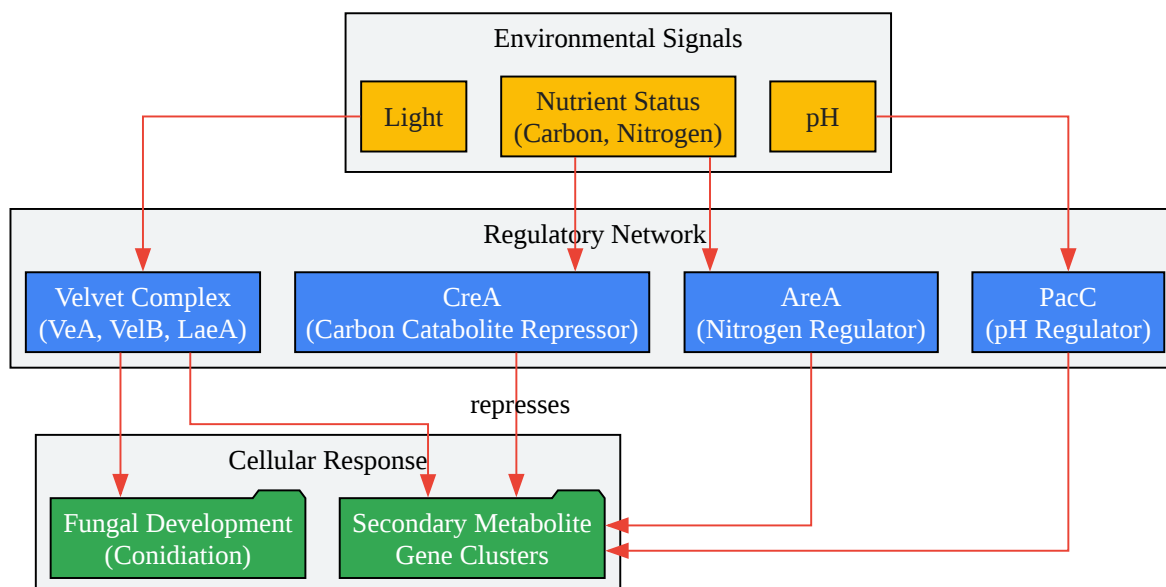 Environmental Signals
Light
Nutrient Status
(Carbon, Nitrogen)
pH
Regulatory Network
Velvet Complex
(VeA, VelB, LaeA)
CreA
(Carbon Catabolite Repressor)
AreA
(Nitrogen Regulator)
PacC
(pH Regulator)
represses
Cellular Response
Fungal Development
(Conidiation)
Secondary Metabolite
Gene Clusters